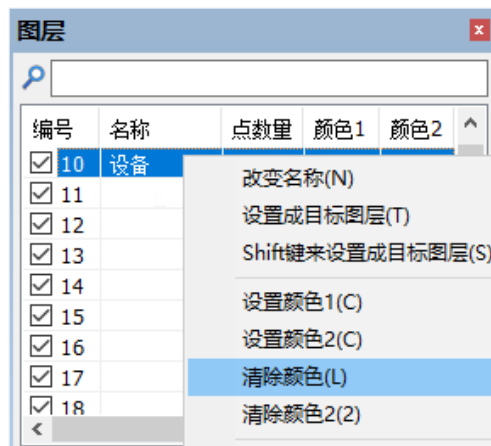 图层
编号 名称 点数量 颜色1 颜色2
10 设备
11
12
13
14
15
16
17
18
改变名称(N)
设置成目标图层(T)
Shift键来设置成目标图层(S)
设置颜色1(C)
设置颜色2(C)
清除颜色(L)
清除颜色2(2)